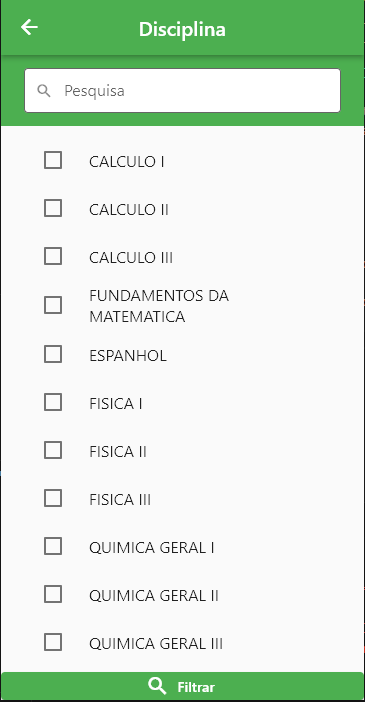 Disciplina
Pesquisa
CALCULO I
CALCULO II
CALCULO III
FUNDAMENTOS DA
MATEMATICA
ESPANHOL
FISICA I
FISICA II
FISICA III
QUIMICA GERAL I
QUIMICA GERAL II
QUIMICA GERAL III
Filtrar